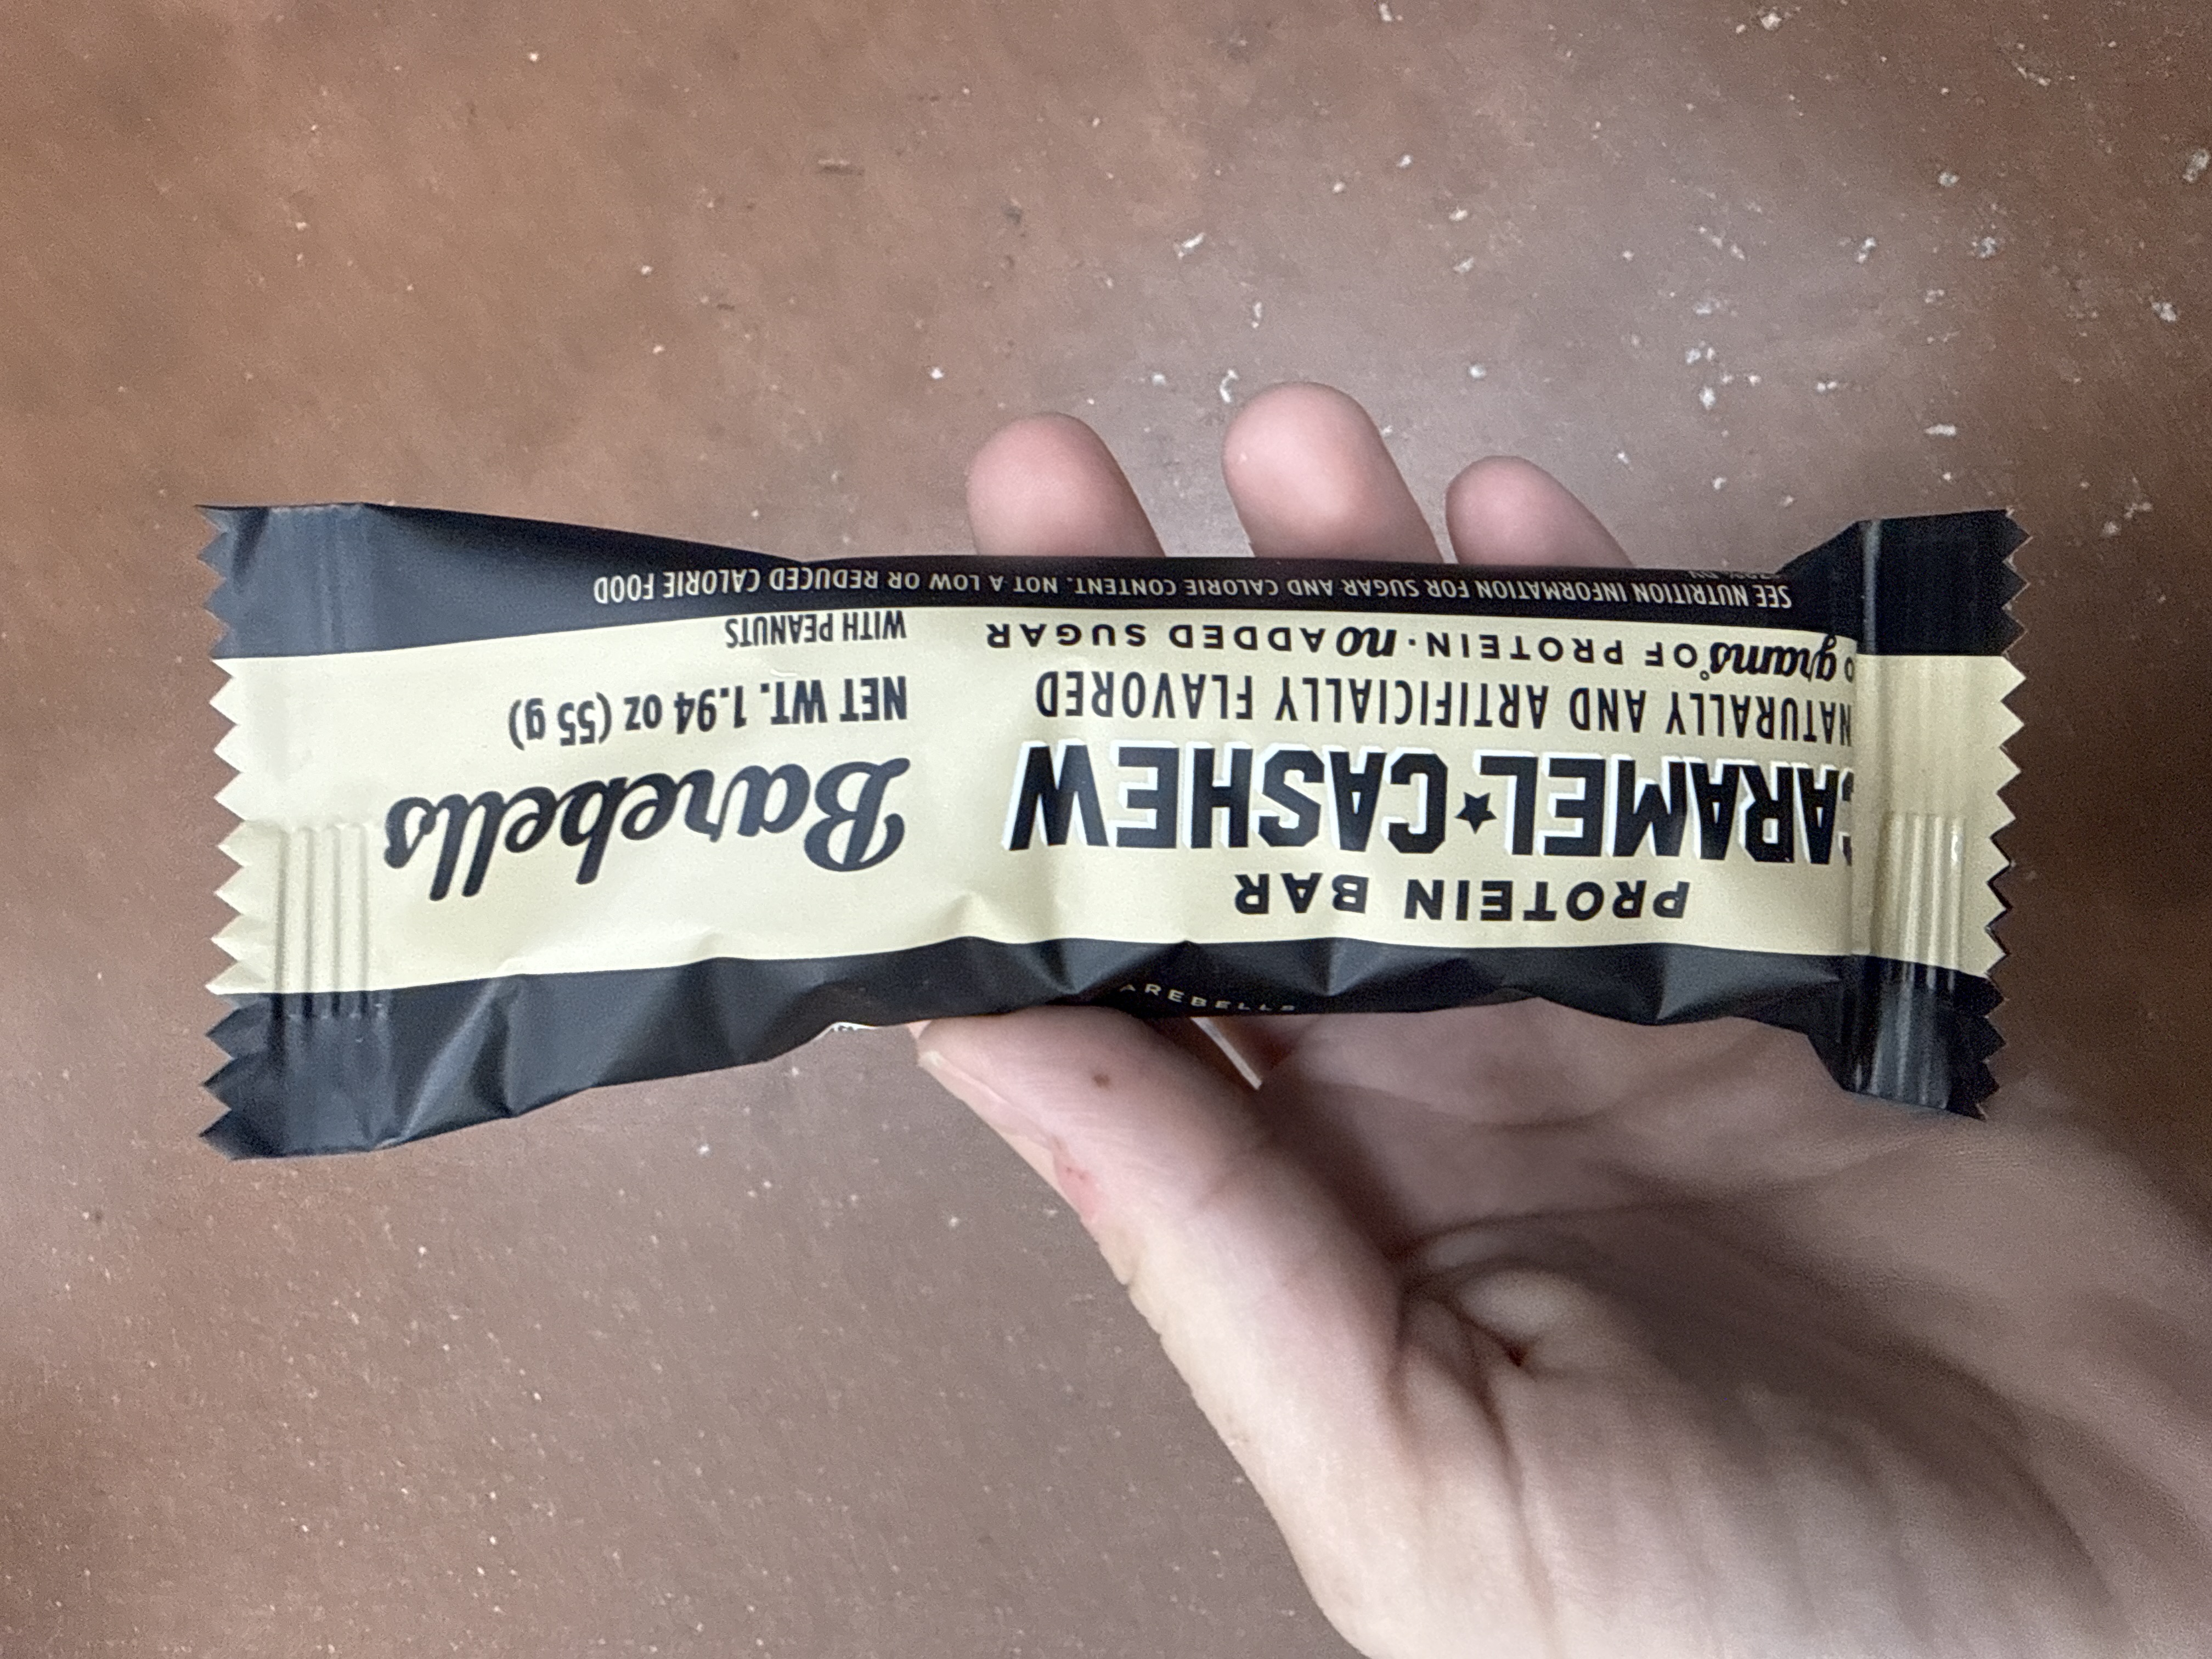 PROTEIN BAR
CARAMEL★CASHEW
NATURALLY AND ARTIFICIALLY FLAVORED
grams° OF PROTEIN · no ADDED SUGAR
SEE NUTRITION INFORMATION FOR SUGAR AND CALORIE CONTENT. NOT A LOW OR REDUCED CALORIE FOOD
Barebells
NET WT. 1.94 oz (55 g)
WITH PEANUTS
AREBELLS